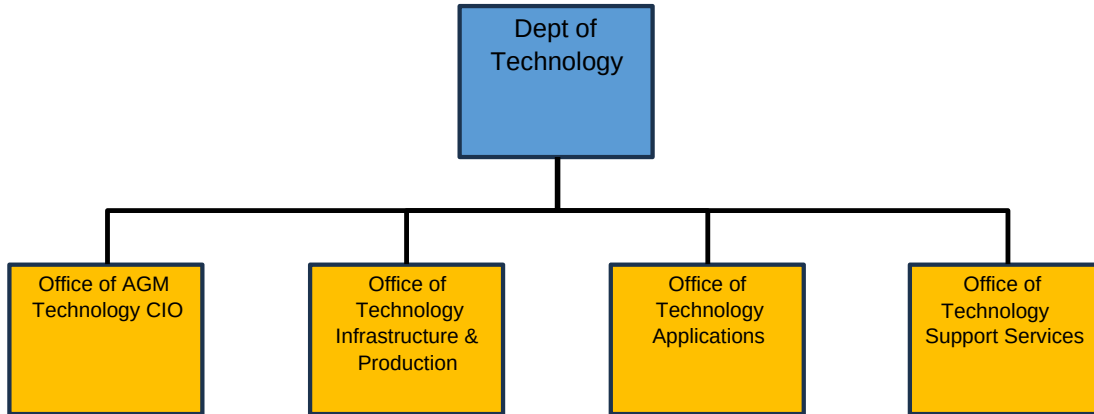 Dept of
Technology
Office of AGM
Technology CIO
Office of
Technology
Infrastructure &
Production
Office of
Technology
Applications
Office of
Technology
Support Services